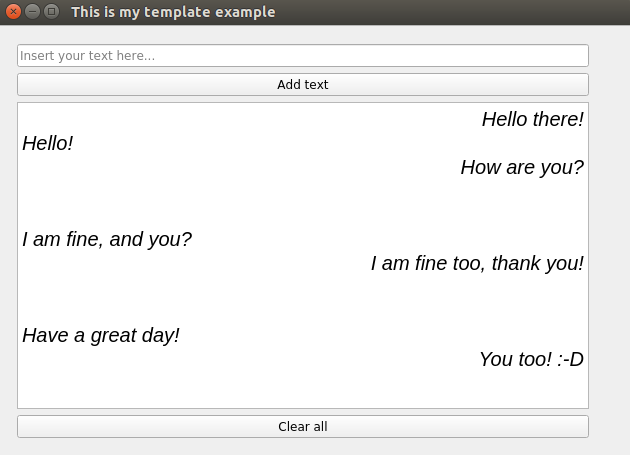 This is my template example
Insert your text here...
Add text
Hello there!
Hello!
How are you?
I am fine, and you?
I am fine too, thank you!
Have a great day!
You too! :-D
Clear all